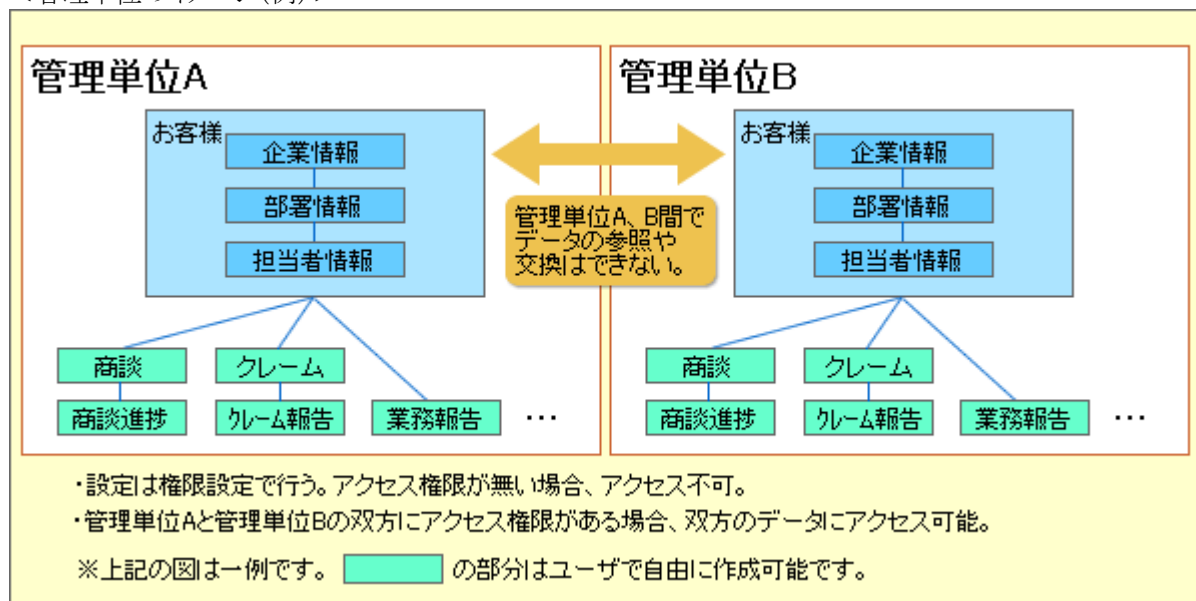 管理単位A
お客様
企業情報
部署情報
担当者情報
商談
クレーム
商談進捗
クレーム報告
業務報告
…
管理単位A、B間で
データの参照や
交換はできない。
管理単位B
お客様
企業情報
部署情報
担当者情報
商談
クレーム
商談進捗
クレーム報告
業務報告
…
・設定は権限設定で行う。アクセス権限が無い場合、アクセス不可。
・管理単位Aと管理単位Bの双方にアクセス権限がある場合、双方のデータにアクセス可能。
※上記の図は一例です。 の部分はユーザで自由に作成可能です。